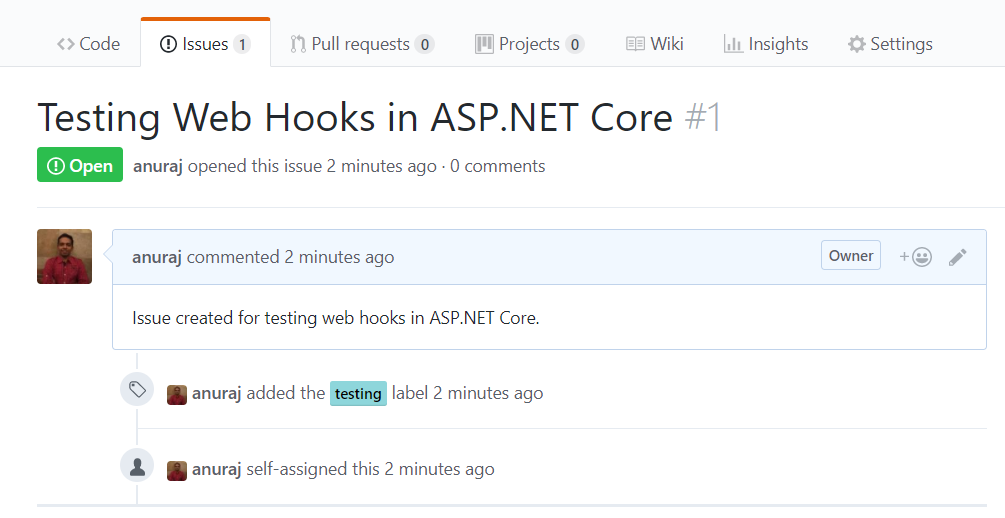 Code Issues 1 Pull requests 0 Projects 0 Wiki Insights Settings
Testing Web Hooks in ASP.NET Core #1
Open anuraj opened this issue 2 minutes ago · 0 comments
anuraj commented 2 minutes ago Owner
Issue created for testing web hooks in ASP.NET Core.
anuraj added the testing label 2 minutes ago
anuraj self-assigned this 2 minutes ago